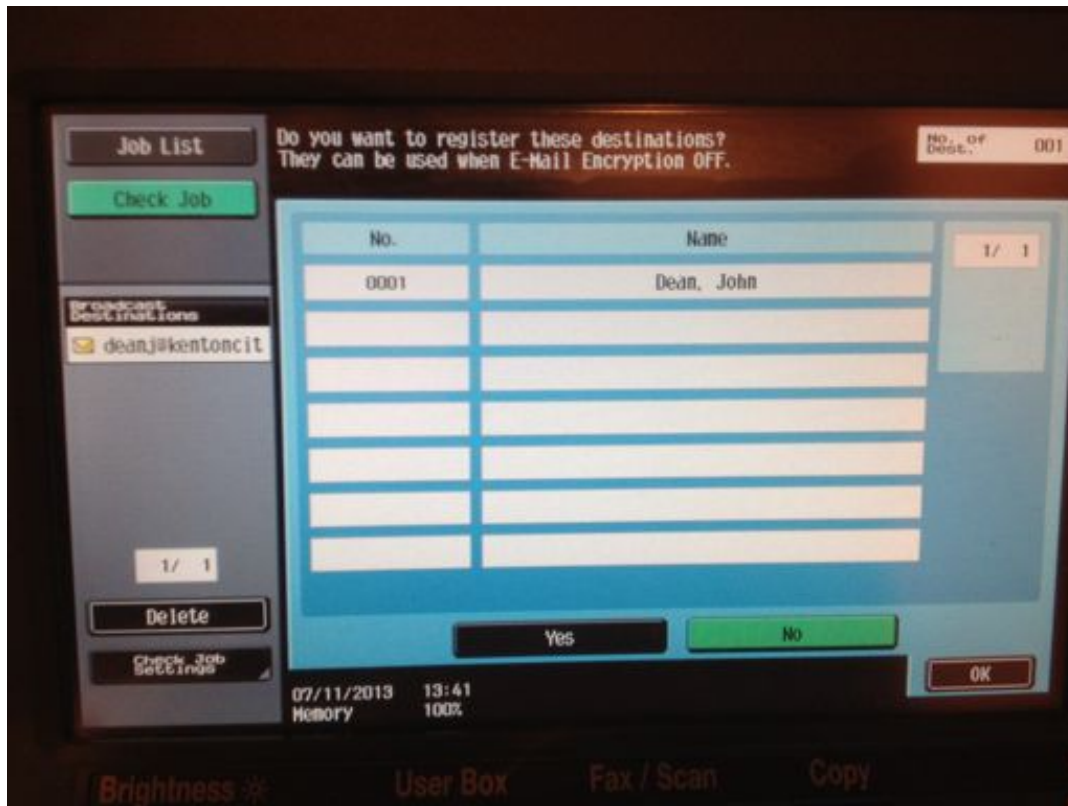 Job List
Do you want to register these destinations?
They can be used when E-Mail Encryption OFF.
No. of
Dest.
001
Check Job
No.
Name
1/ 1
0001
Dean, John
Broadcast
Destinations
deanj@kentoncit
1/ 1
Delete
Check Job
Settings
Yes
No
OK
07/11/2013 13:41
Memory 100%
Brightness
User Box
Fax / Scan
Copy